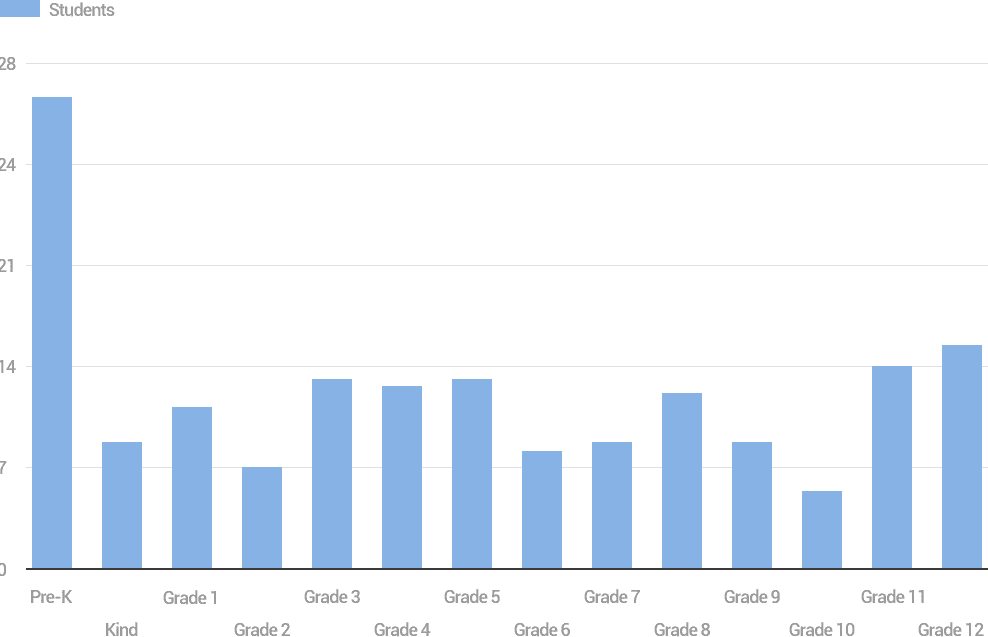 Students
28
24
21
14
7
0
Pre-K
Kind
Grade 1
Grade 2
Grade 3
Grade 4
Grade 5
Grade 6
Grade 7
Grade 8
Grade 9
Grade 10
Grade 11
Grade 12